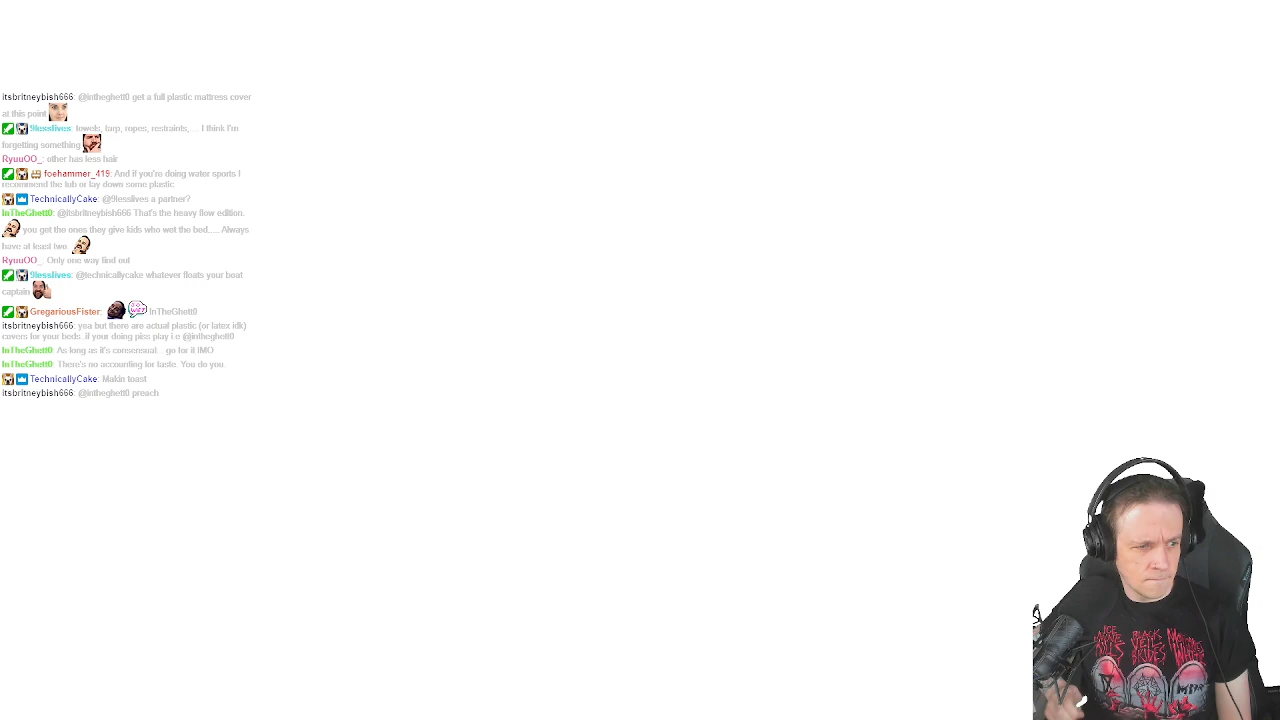 itsbritneybish666: @intheghett0 get a full plastic mattress cover
at this point
9lesslives: towels, tarp, ropes, restraints,.... I think I'm
forgetting something
RyuuOO_: other has less hair
foehammer_419: And if you're doing water sports I
recommend the tub or lay down some plastic
TechnicallyCake: @9lesslives a partner?
InTheGhett0: @itsbritneybish666 That's the heavy flow edition.
you get the ones they give kids who wet the bed..... Always
have at least two
RyuuOO_: Only one way find out
9lesslives: @technicallycake whatever floats your boat
captain
GregariousFister: InTheGhett0
itsbritneybish666: yea but there are actual plastic (or latex idk)
covers for your beds .if your doing piss play i.e @intheghett0
InTheGhett0: As long as it's consensual... go for it IMO
InTheGhett0: There's no accounting for taste. You do you.
TechnicallyCake: Makin toast
itsbritneybish666: @intheghett0 preach
ICE NINE KILLS
BLACK VEIL BRIDES